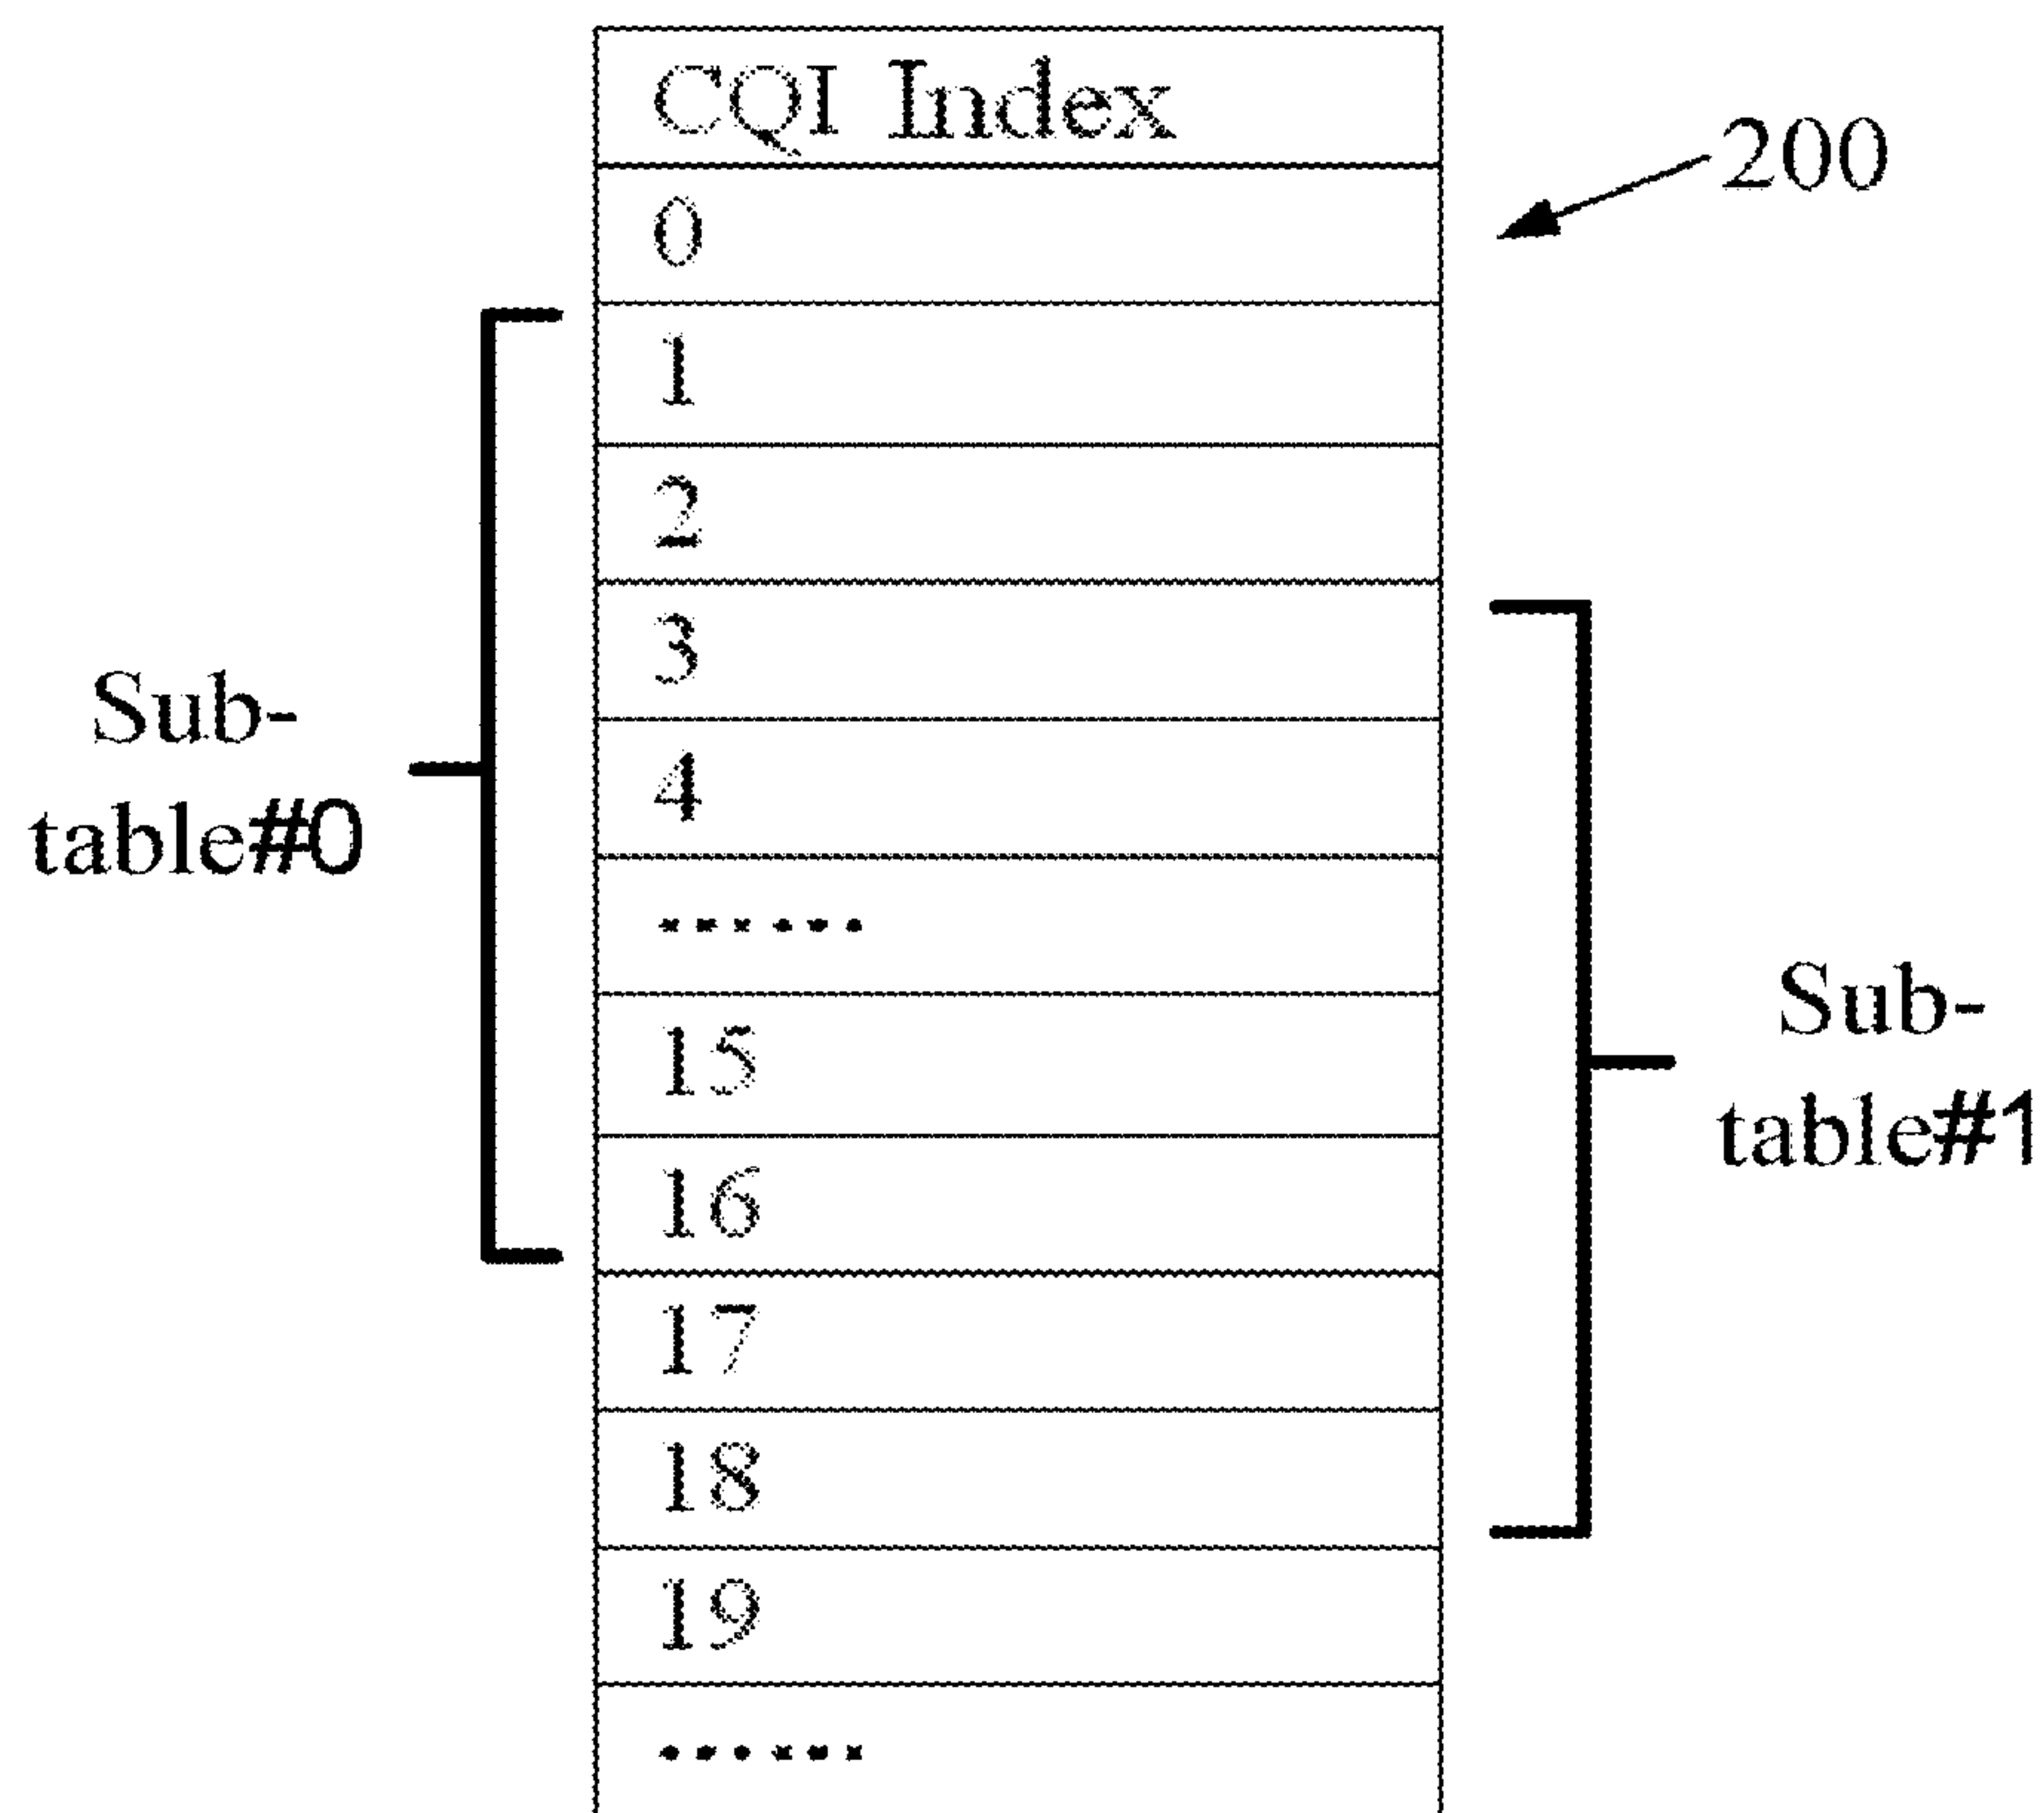 CQI Index
200
0
1
2
3
Sub-
table#0
4
......
15
Sub-
table#1
16
17
18
19
......